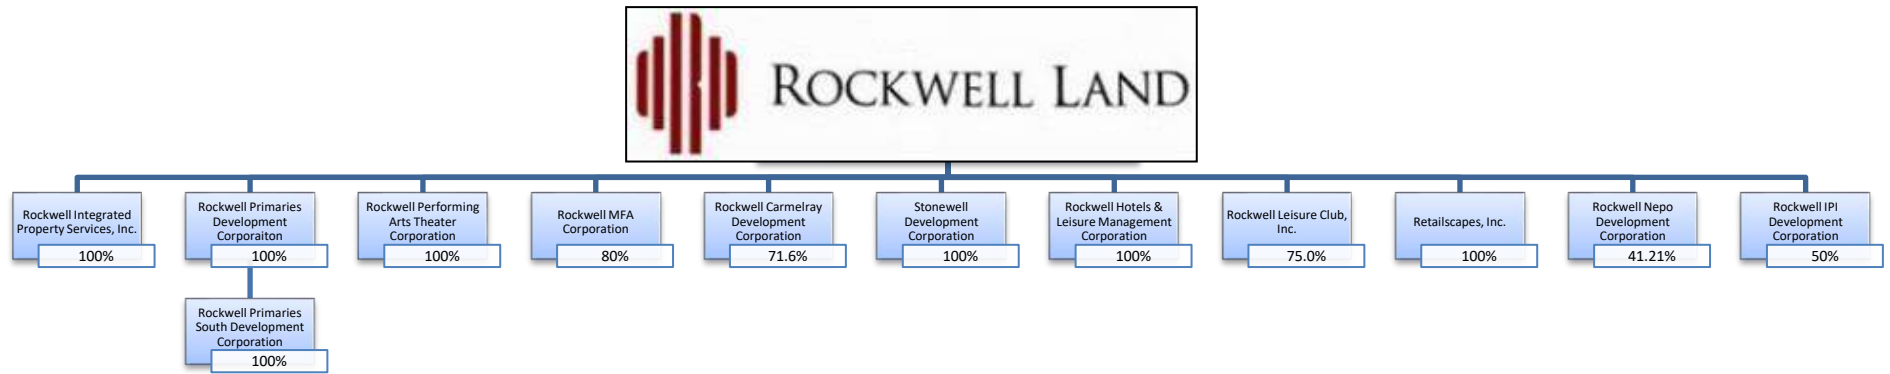 ROCKWELL LAND
Rockwell Integrated
Property Services, Inc.
100%
Rockwell Primaries
Development
Corporaiton
100%
Rockwell Performing
Arts Theater
Corporation
100%
Rockwell MFA
Corporation
80%
Rockwell Carmelray
Development
Corporation
71.6%
Stonewell
Development
Corporation
100%
Rockwell Hotels &
Leisure Management
Corporation
100%
Rockwell Leisure Club,
Inc.
75.0%
Retailscapes, Inc.
100%
Rockwell Nepo
Development
Corporation
41.21%
Rockwell IPI
Development
Corporation
50%
Rockwell Primaries
South Development
Corporation
100%